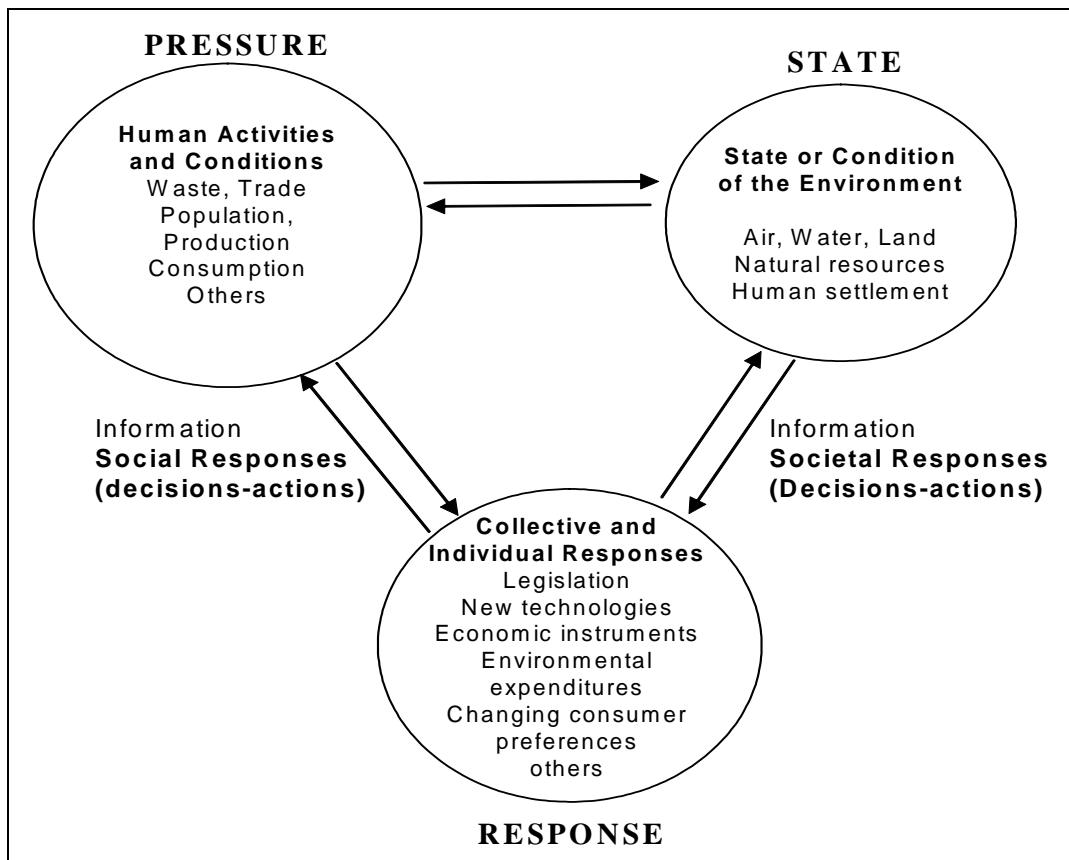 PRESSURE
Human Activities
and Conditions
Waste, Trade
Population,
Production
Consumption
Others
STATE
State or Condition
of the Environment
Air, Water, Land
Natural resources
Human settlement
Information
Social Responses
(decisions-actions)
Information
Societal Responses
(Decisions-actions)
Collective and
Individual Responses
Legislation
New technologies
Economic instruments
Environmental
expenditures
Changing consumer
preferences
others
RESPONSE